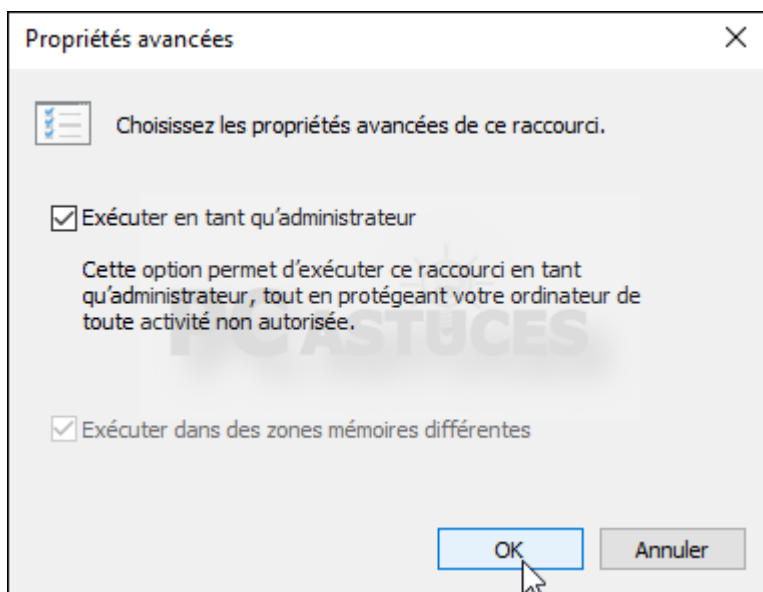 Propriétés avancées
Choisissez les propriétés avancées de ce raccourci.
Exécuter en tant qu'administrateur
Cette option permet d'exécuter ce raccourci en tant
qu'administrateur, tout en protégeant votre ordinateur de
toute activité non autorisée.
PC ASTUCES
Exécuter dans des zones mémoires différentes
OK
Annuler